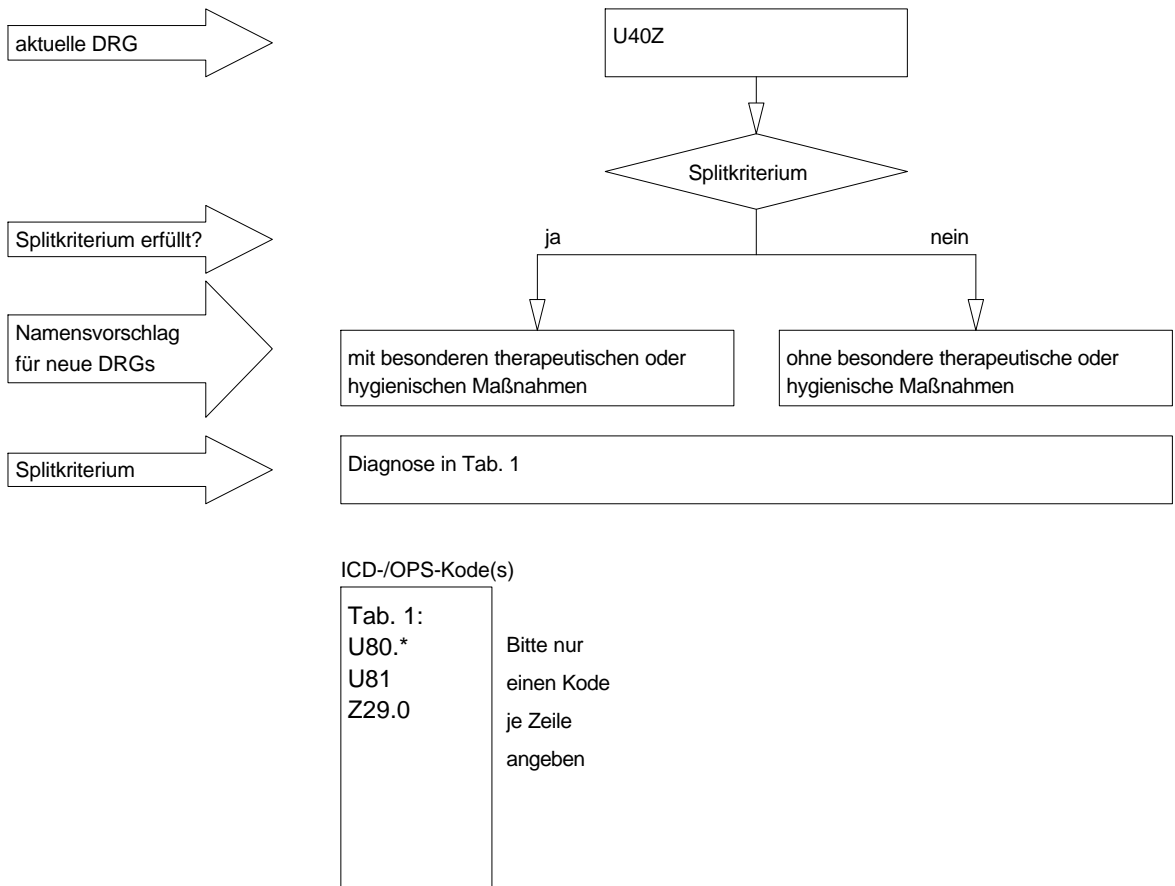 aktuelle DRG
U40Z
Splitkriterium
Splitkriterium erfüllt?
ja
nein
Namensvorschlag
für neue DRGs
mit besonderen therapeutischen oder
hygienischen Maßnahmen
ohne besondere therapeutische oder
hygienische Maßnahmen
Splitkriterium
Diagnose in Tab. 1
ICD-/OPS-Kode(s)
Tab. 1:
U80.*
U81
Z29.0
Bitte nur
einen Kode
je Zeile
angeben